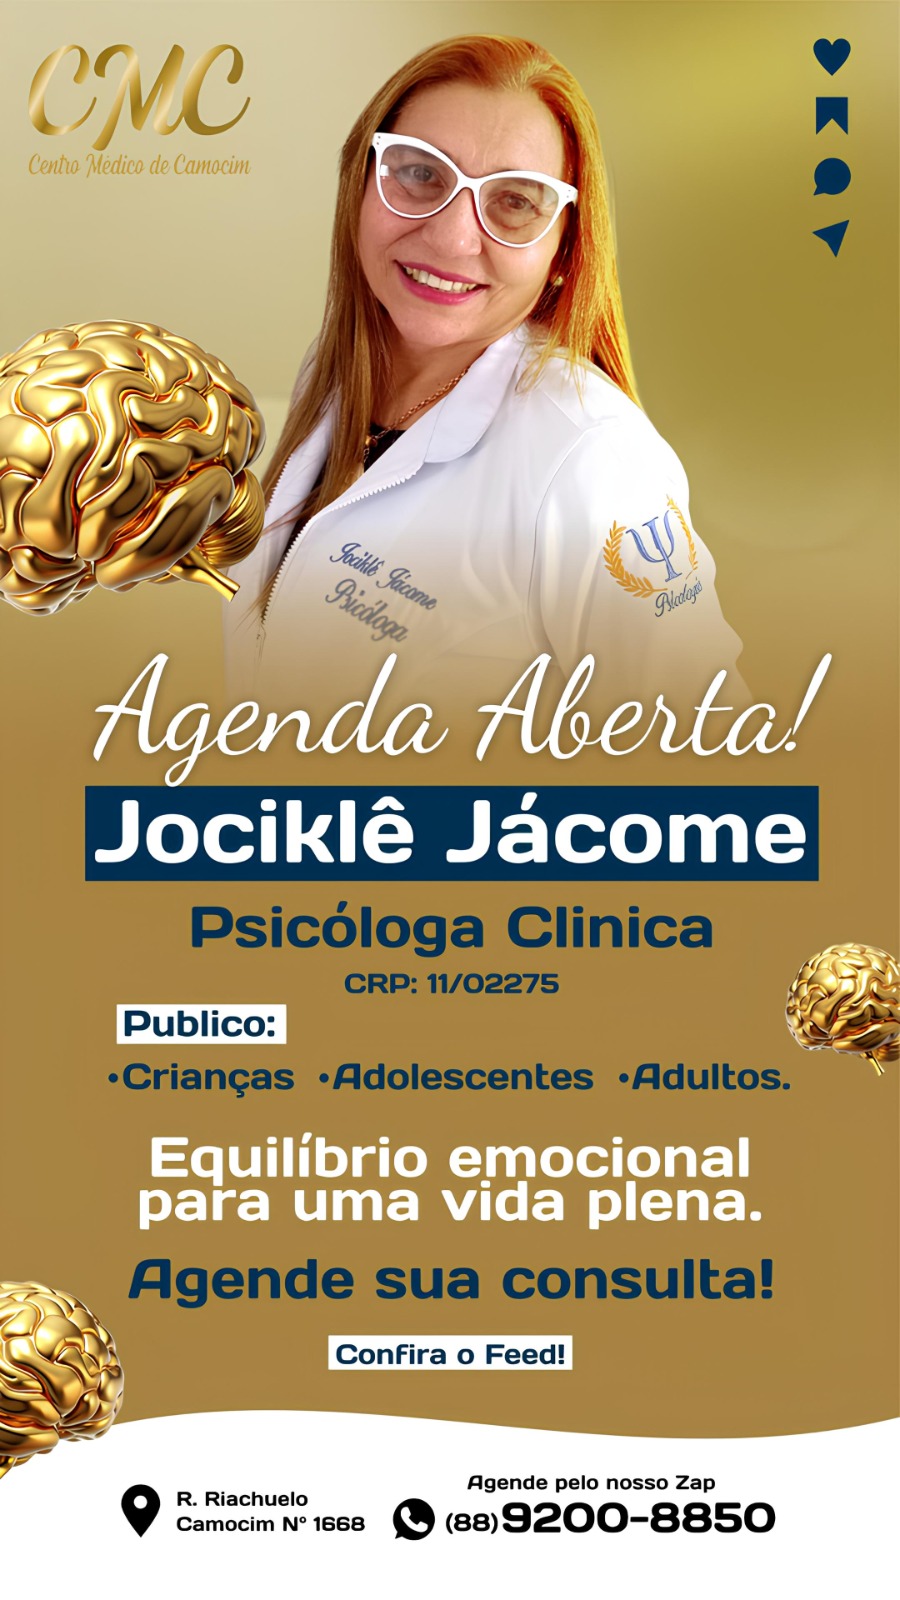 CMC
Centro Médico de Camocim
Jociklê Jácome
Psicóloga
Psicologia
Agenda Aberta!
Jociklê Jácome
Psicóloga Clinica
CRP: 11/02275
Publico:
•Crianças •Adolescentes •Adultos.
Equilíbrio emocional
para uma vida plena.
Agende sua consulta!
Confira o Feed!
R. Riachuelo
Camocim Nº 1668
Agende pelo nosso Zap
(88)9200-8850